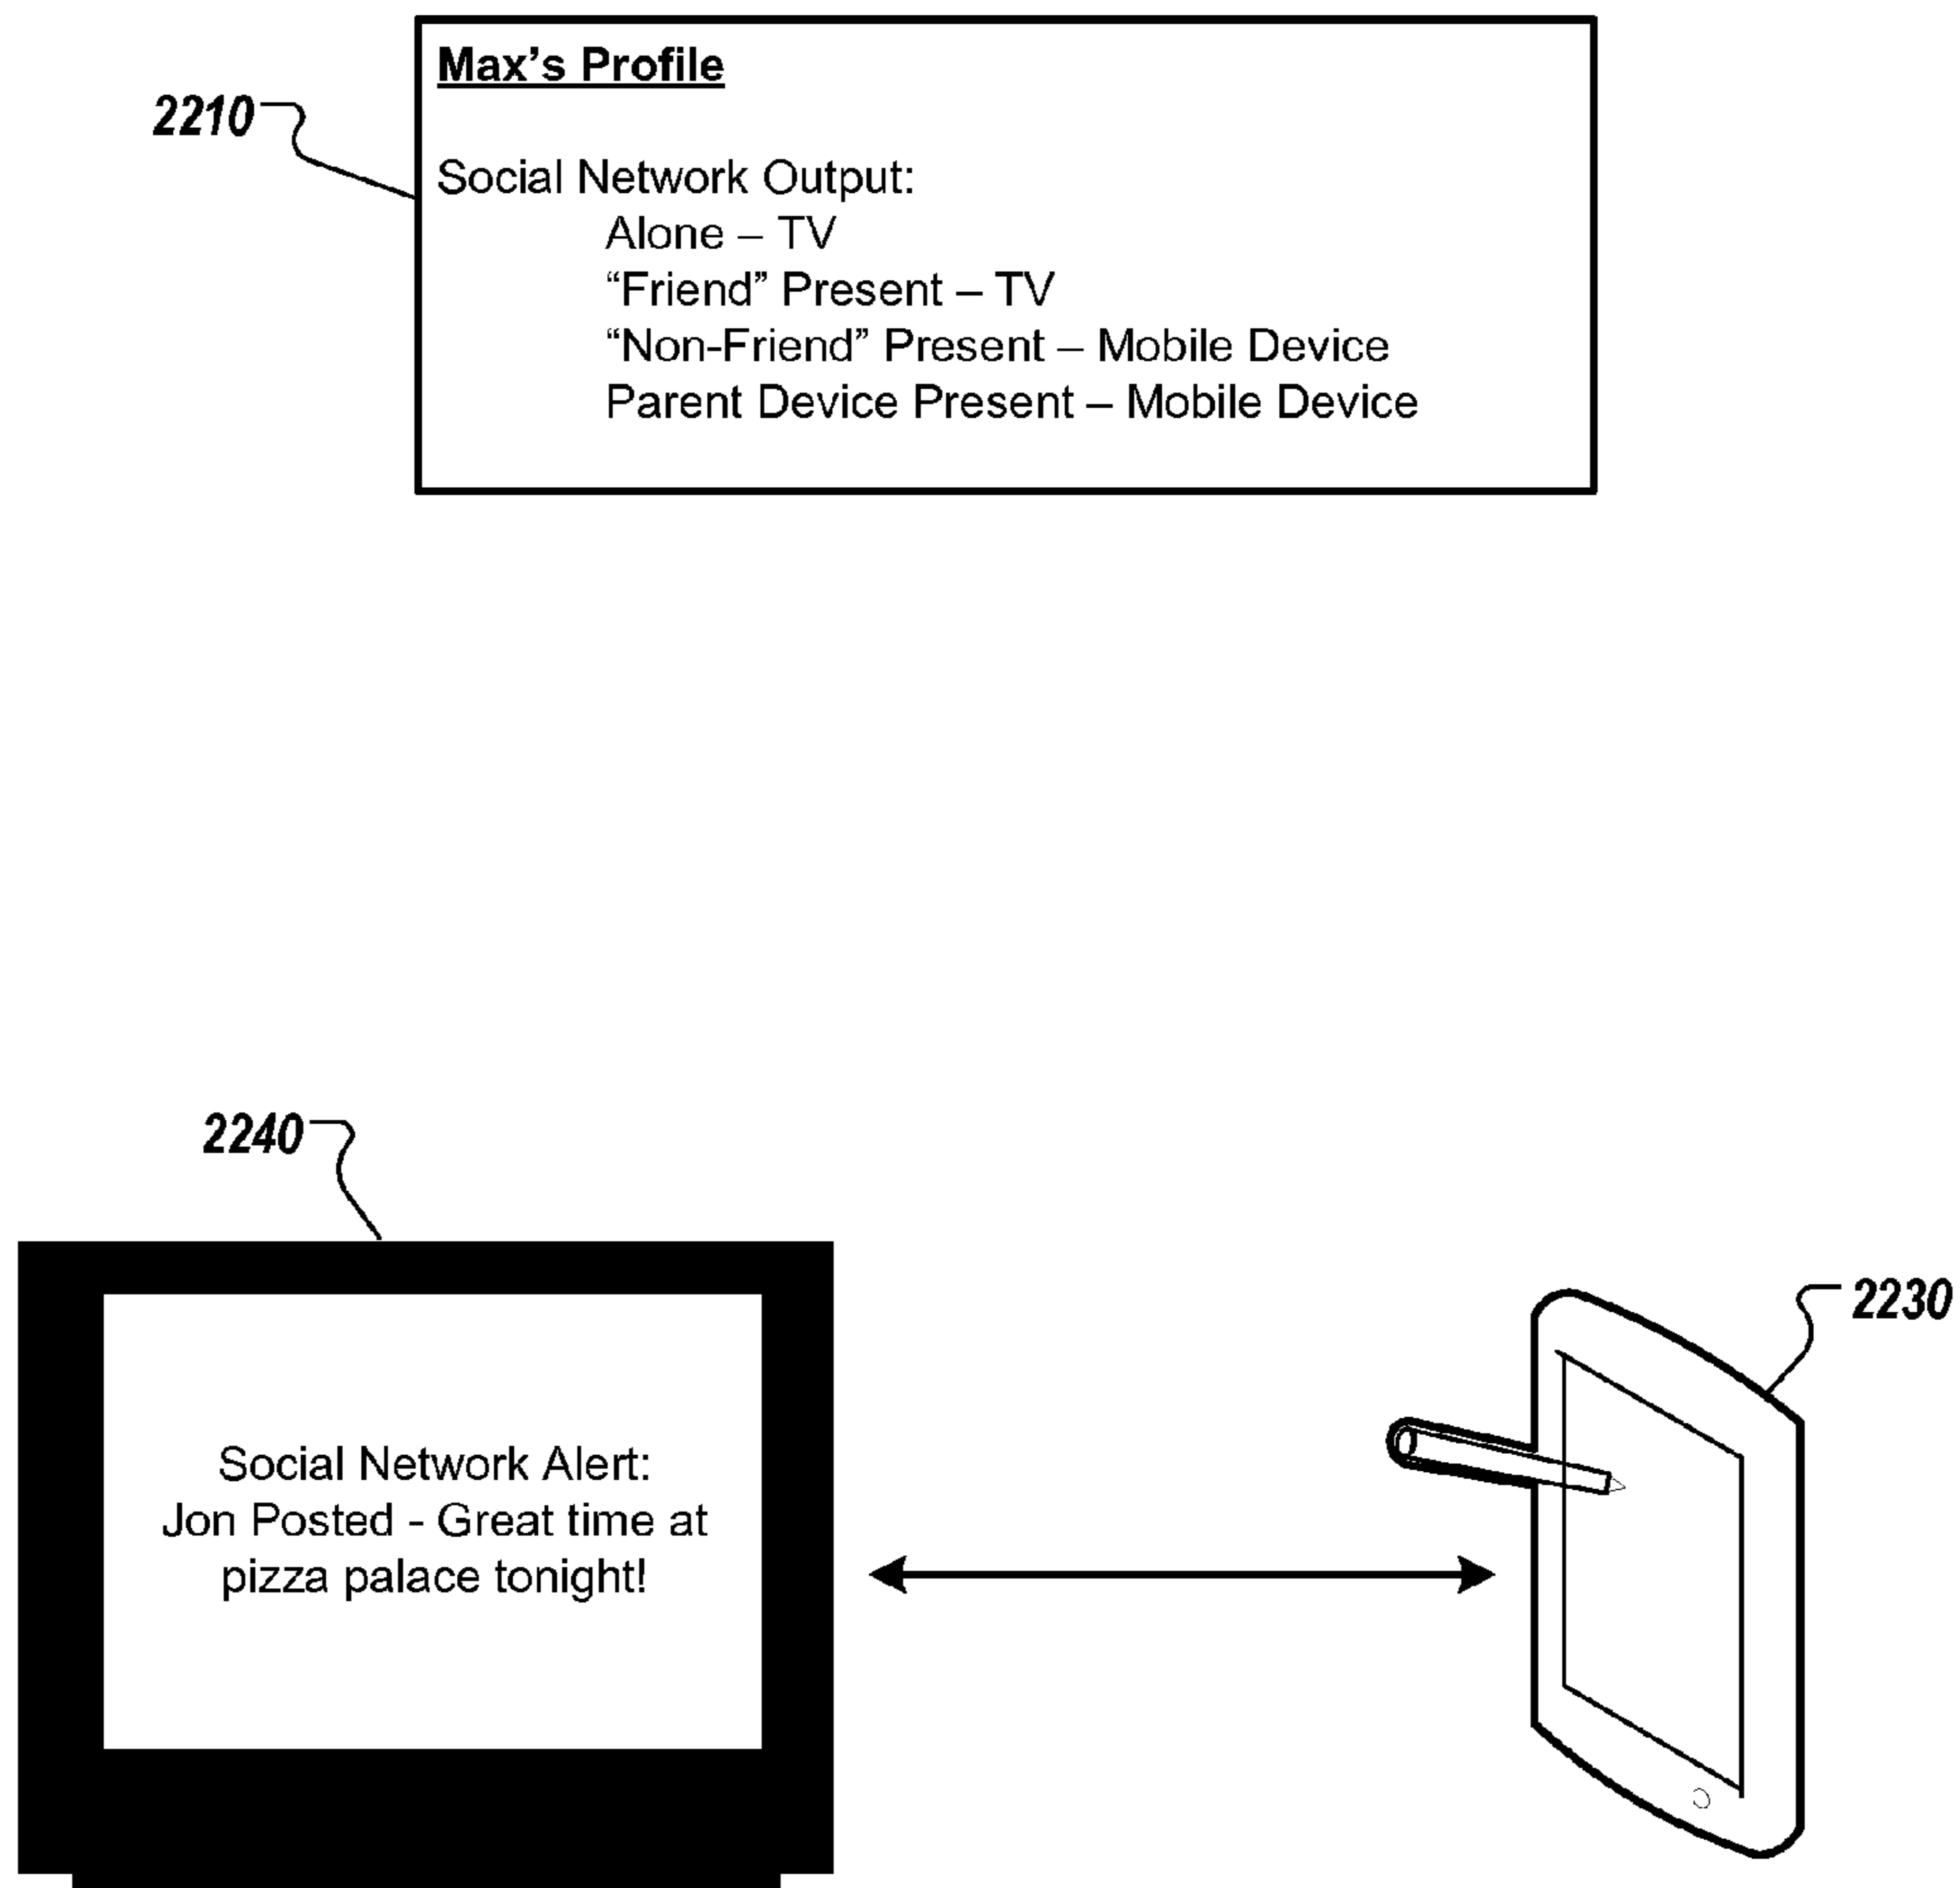 Max’s Profile
2210
Social Network Output:
Alone – TV
“Friend” Present – TV
“Non-Friend” Present – Mobile Device
Parent Device Present – Mobile Device
2240
2230
Social Network Alert:
Jon Posted - Great time at
pizza palace tonight!